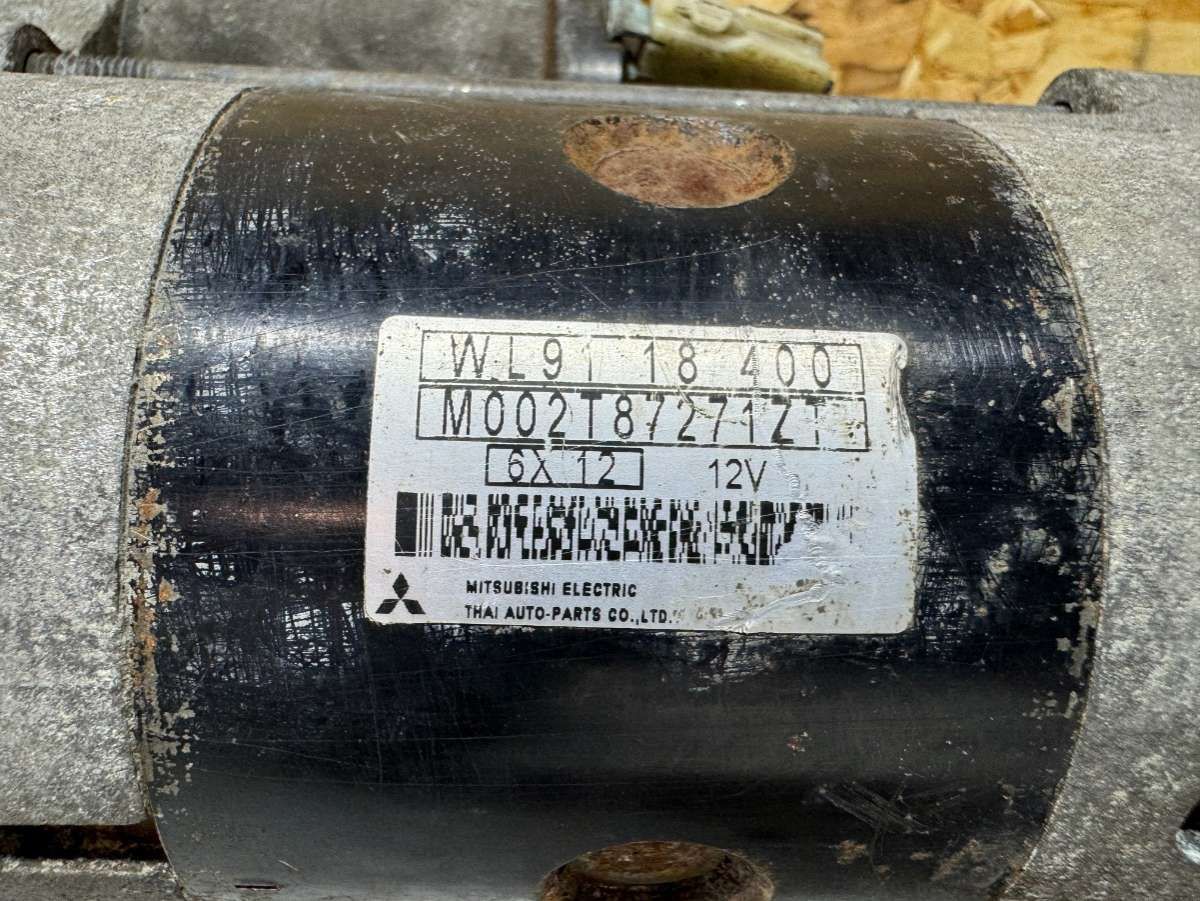 WL91 18 400
M002T87271ZT
6X 12 12V
MITSUBISHI ELECTRIC
THAI AUTO-PARTS CO.,LTD.